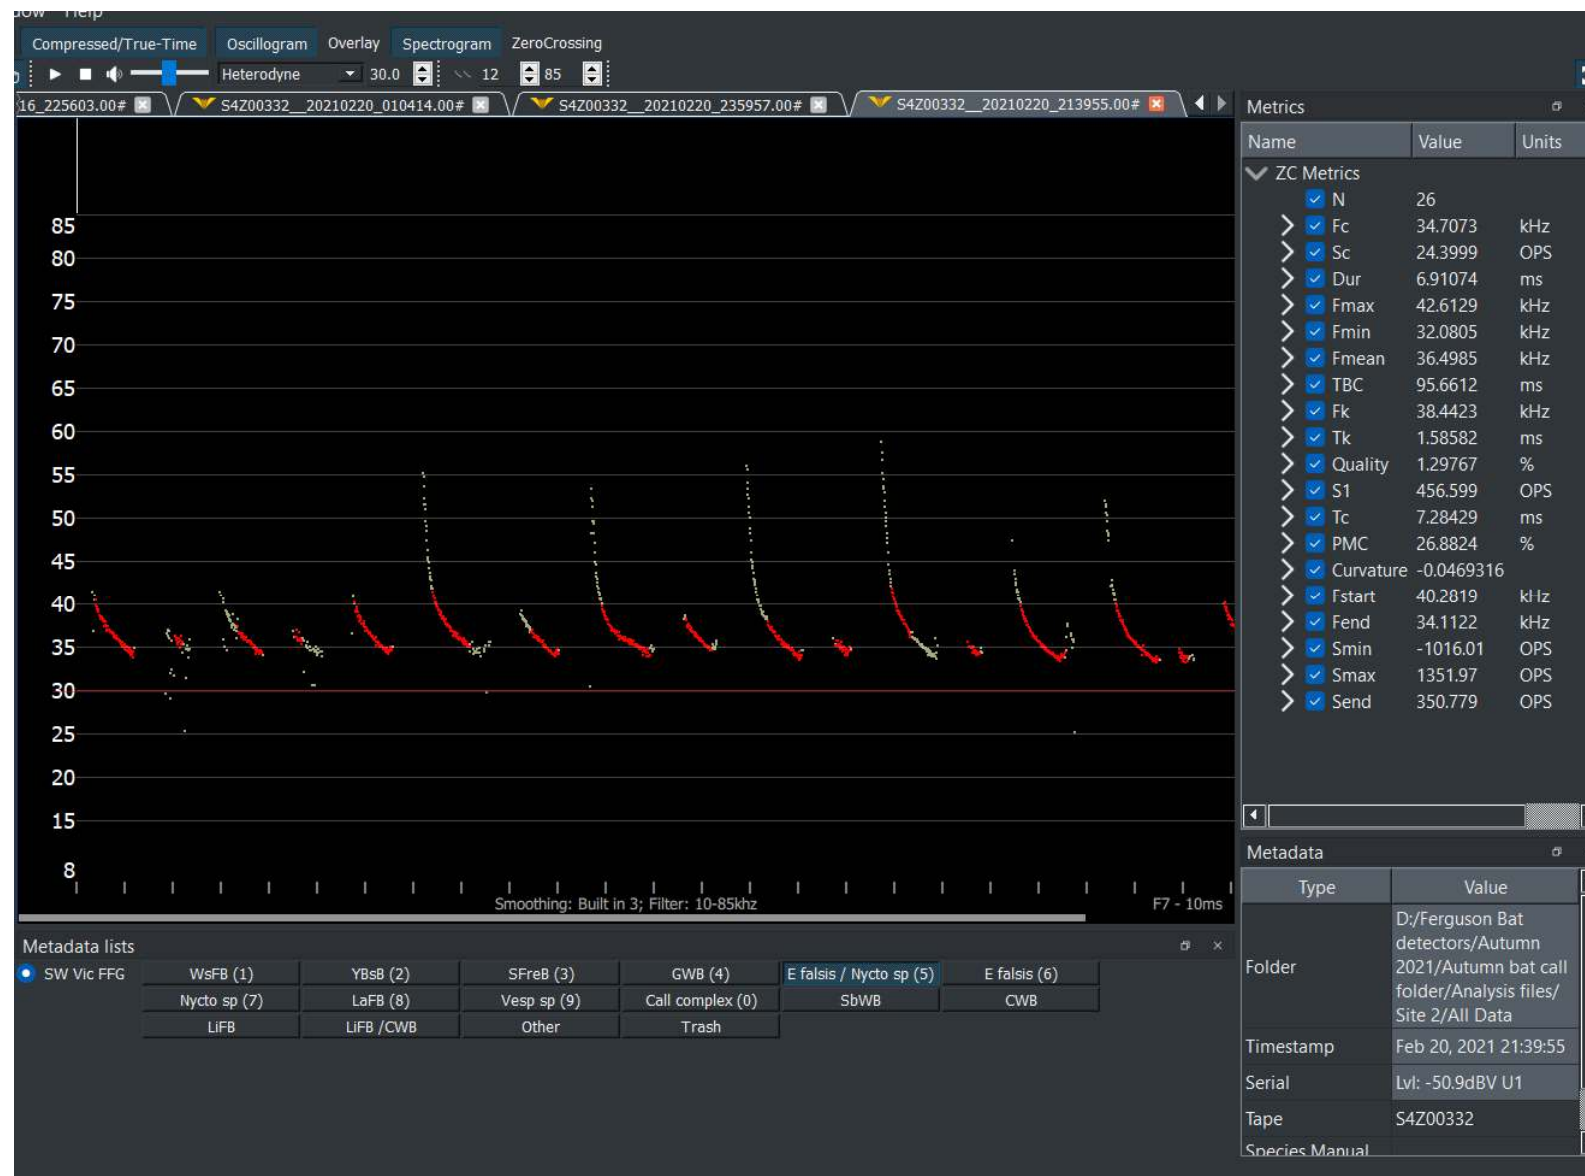 Help
Compressed/True-Time Oscillogram Overlay Spectrogram ZeroCrossing
Heterodyne 30.0 12 85
16_225603.00# S4Z00332__20210220_010414.00# S4Z00332__20210220_235957.00# S4Z00332__20210220_213955.00#
85
80
75
70
65
60
55
50
45
40
35
30
25
20
15
8
Smoothing: Built in 3; Filter: 10-85khz F7 - 10ms
Metadata lists
SW Vic FFG WsFB (1) YBsB (2) SFreB (3) GWB (4) E falsis / Nycto sp (5) E falsis (6)
Nycto sp (7) LaFB (8) Vesp sp (9) Call complex (0) SbWB CWB
LiFB LiFB /CWB Other Trash
Metrics
Name Value Units
ZC Metrics
N 26
Fc 34.7073 kHz
Sc 24.3999 OPS
Dur 6.91074 ms
Fmax 42.6129 kHz
Fmin 32.0805 kHz
Fmean 36.4985 kHz
TBC 95.6612 ms
Fk 38.4423 kHz
Tk 1.58582 ms
Quality 1.29767 %
S1 456.599 OPS
Tc 7.28429 ms
PMC 26.8824 %
Curvature -0.0469316
Fstart 40.2819 kHz
Fend 34.1122 kHz
Smin -1016.01 OPS
Smax 1351.97 OPS
Send 350.779 OPS
Metadata
Type Value
Folder D:/Ferguson Bat
detectors/Autumn
2021/Autumn bat call
folder/Analysis files/
Site 2/All Data
Timestamp Feb 20, 2021 21:39:55
Serial Lvl: -50.9dBV U1
Tape S4Z00332
Species Manual